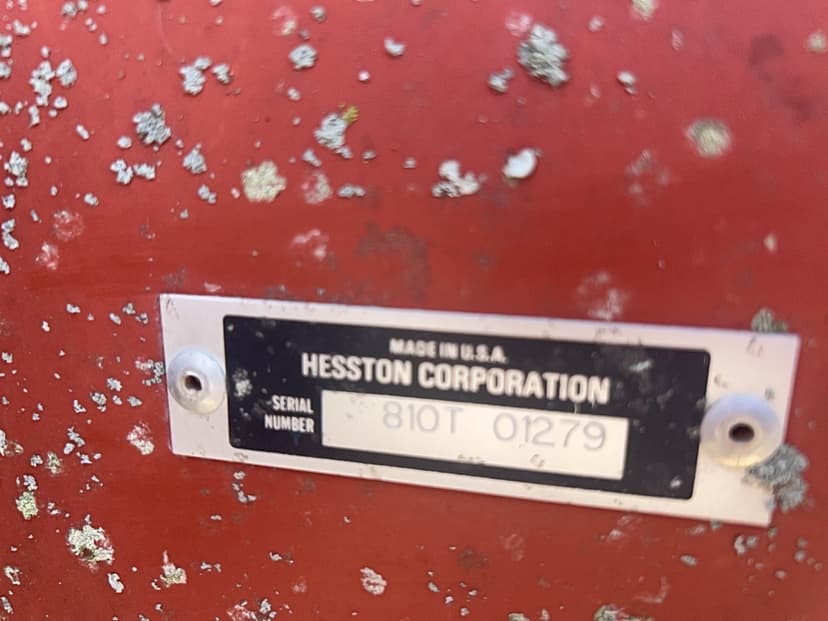 MADE IN U.S.A.
HESSTON CORPORATION
SERIAL NUMBER 810T 01279